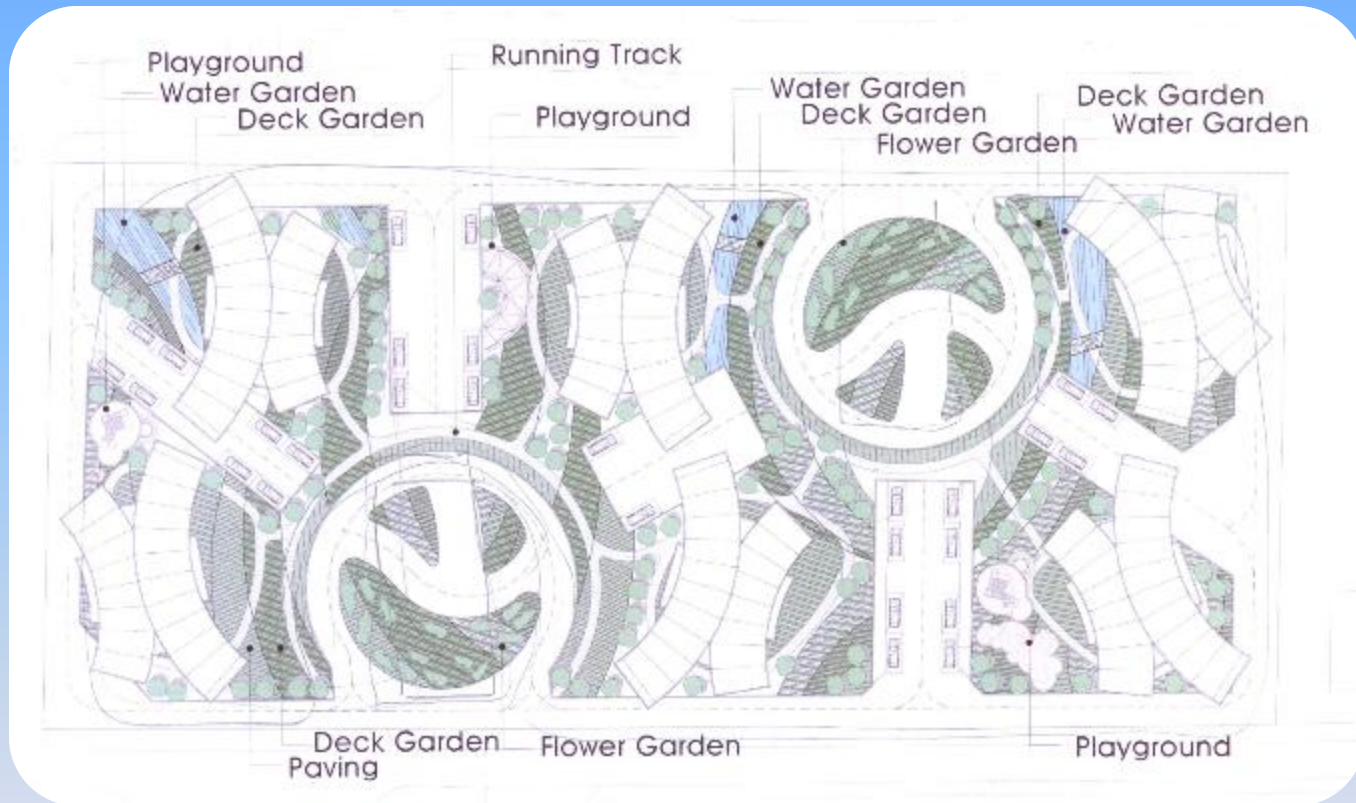 Playground
Water Garden
Deck Garden
Running Track
Playground
Water Garden
Deck Garden
Flower Garden
Deck Garden
Water Garden
Deck Garden
Paving
Flower Garden
Playground